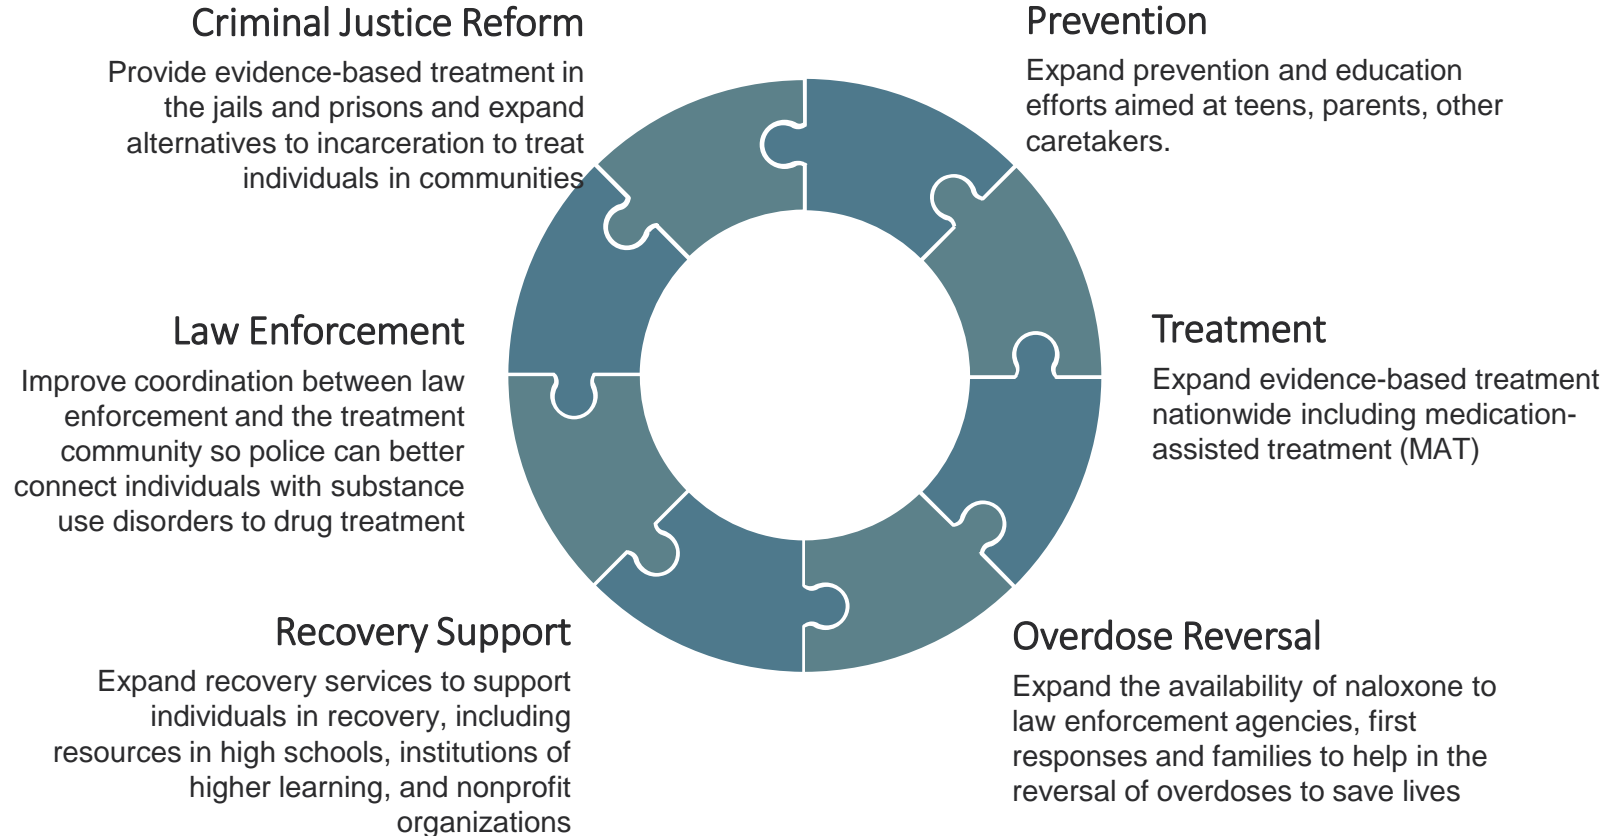 Criminal Justice Reform
Provide evidence-based treatment in
the jails and prisons and expand
alternatives to incarceration to treat
individuals in communities
Prevention
Expand prevention and education
efforts aimed at teens, parents, other
caretakers.
Law Enforcement
Improve coordination between law
enforcement and the treatment
community so police can better
connect individuals with substance
use disorders to drug treatment
Treatment
Expand evidence-based treatment
nationwide including medication-
assisted treatment (MAT)
Recovery Support
Expand recovery services to support
individuals in recovery, including
resources in high schools, institutions of
higher learning, and nonprofit
organizations
Overdose Reversal
Expand the availability of naloxone to
law enforcement agencies, first
responses and families to help in the
reversal of overdoses to save lives